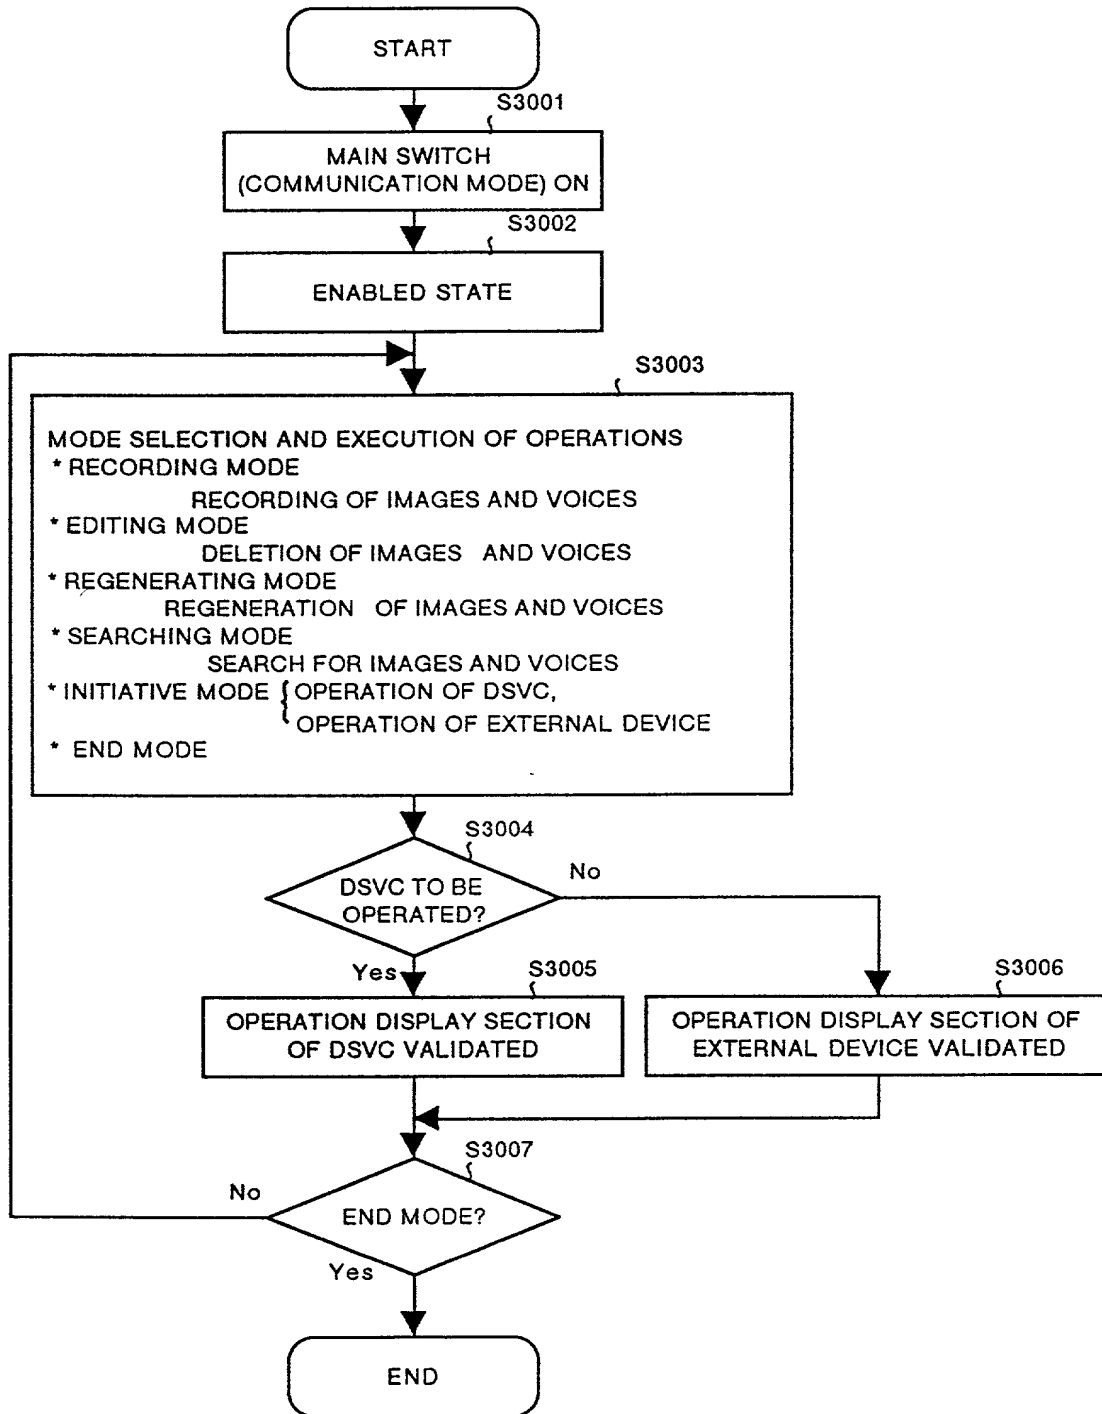 START
S3001
MAIN SWITCH
(COMMUNICATION MODE) ON
S3002
ENABLED STATE
S3003
MODE SELECTION AND EXECUTION OF OPERATIONS
* RECORDING MODE
RECORDING OF IMAGES AND VOICES
* EDITING MODE
DELETION OF IMAGES AND VOICES
* REGENERATING MODE
REGENERATION OF IMAGES AND VOICES
* SEARCHING MODE
SEARCH FOR IMAGES AND VOICES
* INITIATIVE MODE { OPERATION OF DSVC,
OPERATION OF EXTERNAL DEVICE
* END MODE
S3004
DSVC TO BE
OPERATED?
No
Yes
S3005
OPERATION DISPLAY SECTION
OF DSVC VALIDATED
S3006
OPERATION DISPLAY SECTION OF
EXTERNAL DEVICE VALIDATED
S3007
END MODE?
No
Yes
END